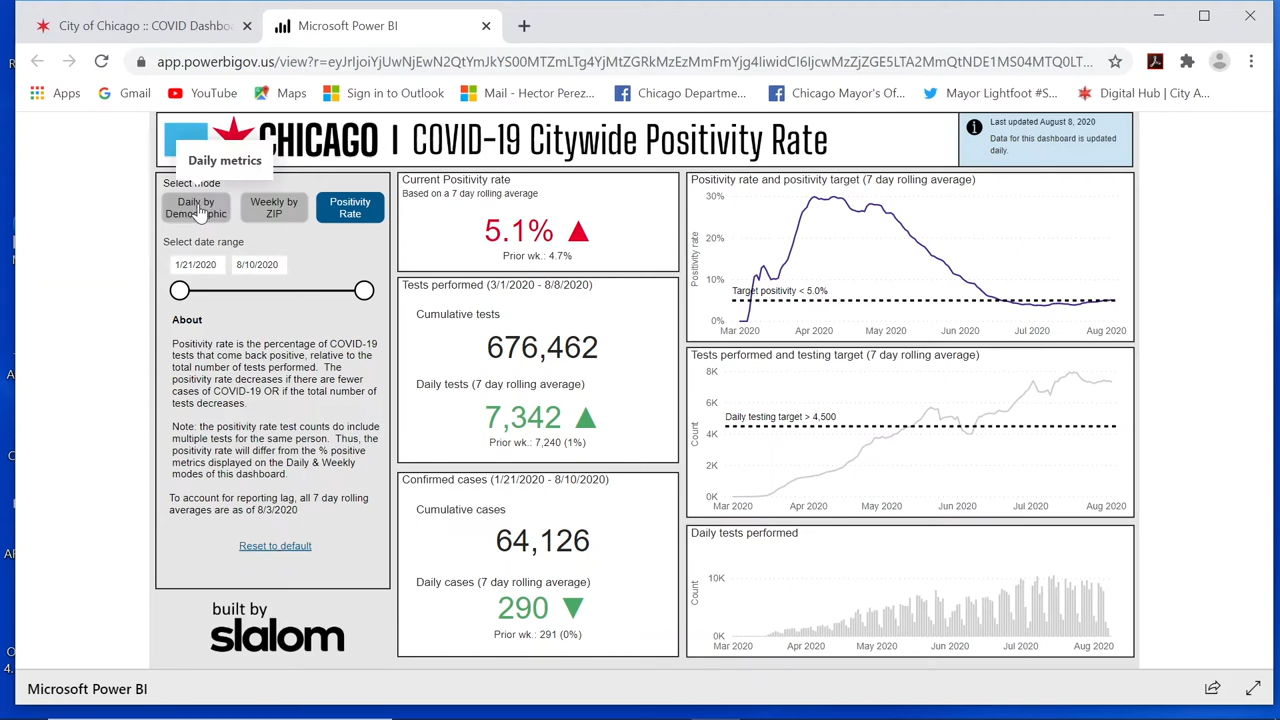 City of Chicago :: COVID Dashbo
Microsoft Power BI
app.powerbigov.us/view?r=
Apps
Gmail
YouTube
Maps
Sign in to Outlook
Mail - Hector Perez...
Chicago Departme...
Chicago Mayor's Of...
Mayor Lightfoot #S...
Digital Hub | City A...
CHICAGO | COVID-19 Citywide Positivity Rate
Last updated August 8, 2020
Data for this dashboard is updated
daily.
Daily metrics
Select mode
Daily by
Demographic
Weekly by
ZIP
Positivity
Rate
Select date range
1/21/2020
8/10/2020
About
Positivity rate is the percentage of COVID-19
tests that come back positive, relative to the
total number of tests performed. The
positivity rate decreases if there are fewer
cases of COVID-19 OR if the total number of
tests decreases.
Note: the positivity rate test counts do include
multiple tests for the same person. Thus, the
positivity rate will differ from the % positive
metrics displayed on the Daily & Weekly
modes of this dashboard.
To account for reporting lag, all 7 day rolling
averages are as of 8/3/2020
Reset to default
built by
slalom
Current Positivity rate
Based on a 7 day rolling average
5.1% ▲
Prior wk.: 4.7%
Tests performed (3/1/2020 - 8/8/2020)
Cumulative tests
676,462
Daily tests (7 day rolling average)
7,342 ▲
Prior wk.: 7,240 (1%)
Confirmed cases (1/21/2020 - 8/10/2020)
Cumulative cases
64,126
Daily cases (7 day rolling average)
290 ▼
Prior wk.: 291 (0%)
Positivity rate and positivity target (7 day rolling average)
Positivity rate
30%
20%
10%
0%
Target positivity < 5.0%
Mar 2020 Apr 2020 May 2020 Jun 2020 Jul 2020 Aug 2020
Tests performed and testing target (7 day rolling average)
Count
8K
6K
4K
2K
0K
Daily testing target > 4,500
Mar 2020 Apr 2020 May 2020 Jun 2020 Jul 2020 Aug 2020
Daily tests performed
Count
10K
0K
Mar 2020 Apr 2020 May 2020 Jun 2020 Jul 2020 Aug 2020
Microsoft Power BI